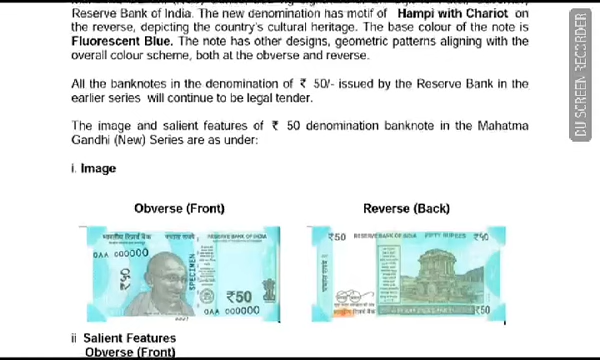 Reserve Bank of India. The new denomination has motif of Hampi with Chariot on
the reverse, depicting the country's cultural heritage. The base colour of the note is
Fluorescent Blue. The note has other designs, geometric patterns aligning with the
overall colour scheme, both at the obverse and reverse.
All the banknotes in the denomination of ₹ 50/- issued by the Reserve Bank in the
earlier series will continue to be legal tender.
The image and salient features of ₹ 50 denomination banknote in the Mahatma
Gandhi (New) Series are as under:
i. Image
Obverse (Front)
Reverse (Back)
भारतीय रिज़र्व बैंक
RESERVE BANK OF INDIA
0AA 000000
₹50
SPECIMEN
₹50
0AA 000000
₹50 RESERVE BANK OF INDIA FIFTY RUPEES ₹50
भारतीय रिज़र्व बैंक
₹50
ii Salient Features
Obverse (Front)
DU SCREEN RECORDER